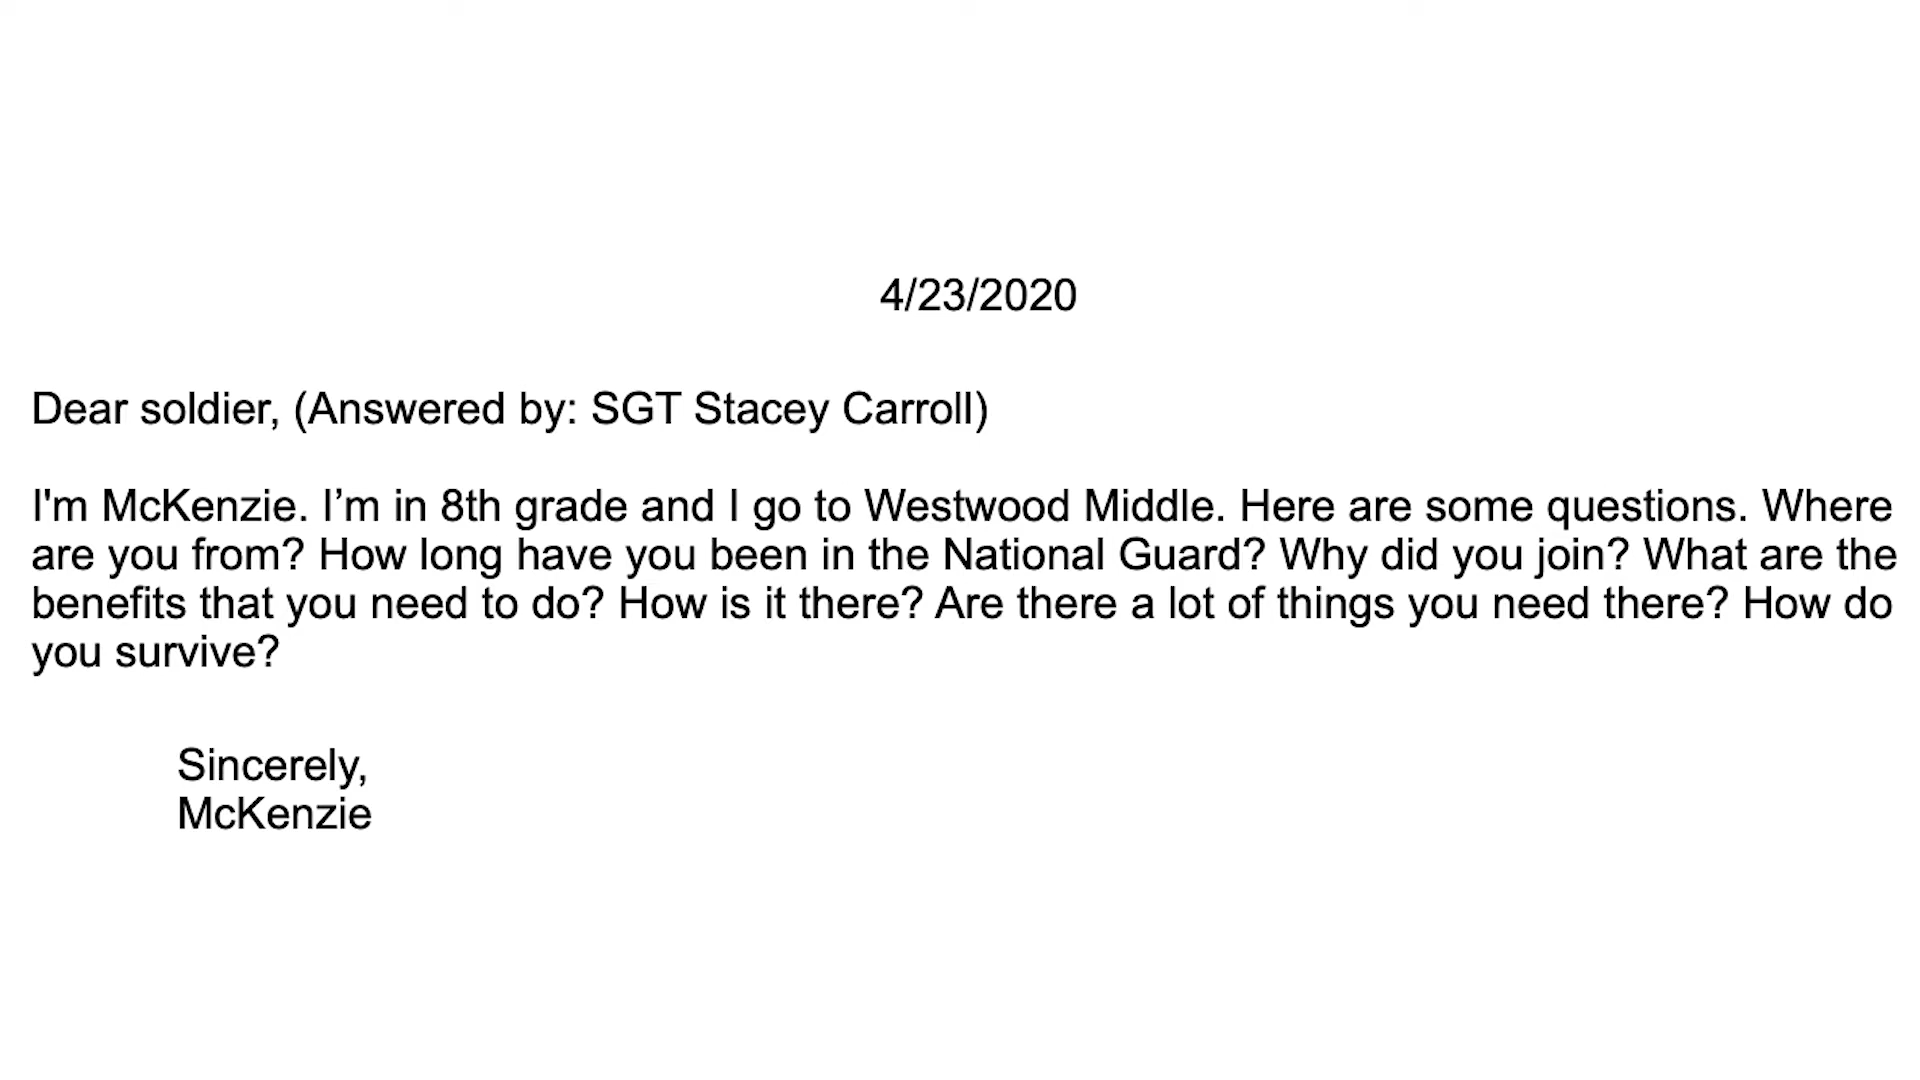 4/23/2020
Dear soldier, (Answered by: SGT Stacey Carroll)
I'm McKenzie. I’m in 8th grade and I go to Westwood Middle. Here are some questions. Where
are you from? How long have you been in the National Guard? Why did you join? What are the
benefits that you need to do? How is it there? Are there a lot of things you need there? How do
you survive?
Sincerely,
McKenzie